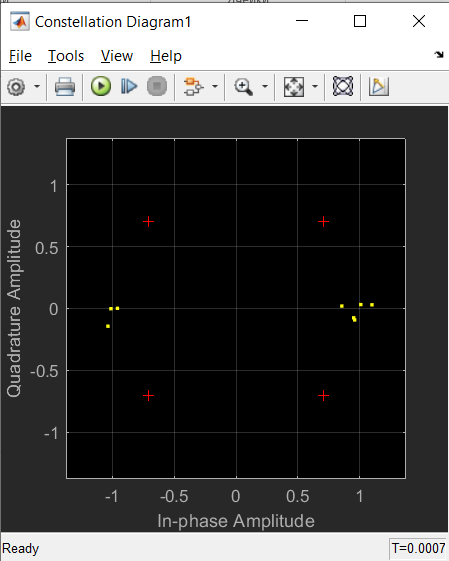 Constellation Diagram1
File Tools View Help
Quadrature Amplitude
1
0.5
0
-0.5
-1
-1 -0.5 0 0.5 1
In-phase Amplitude
Ready T=0.0007